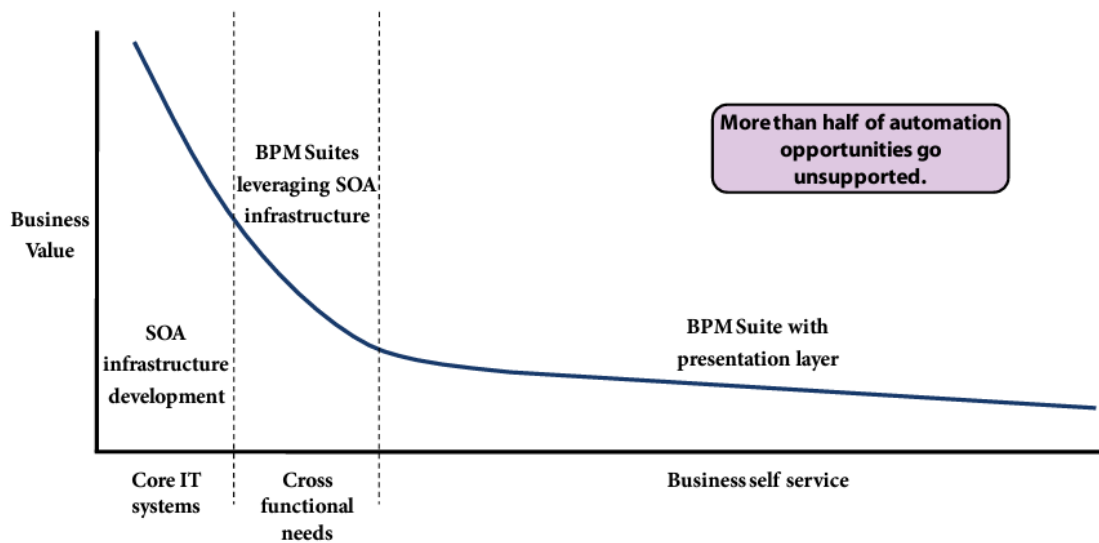 More than half of automation
opportunities go
unsupported.
BPM Suites
leveraging SOA
infrastructure
Business
Value
SOA
infrastructure
development
BPM Suite with
presentation layer
Core IT
systems
Cross
functional
needs
Business self service